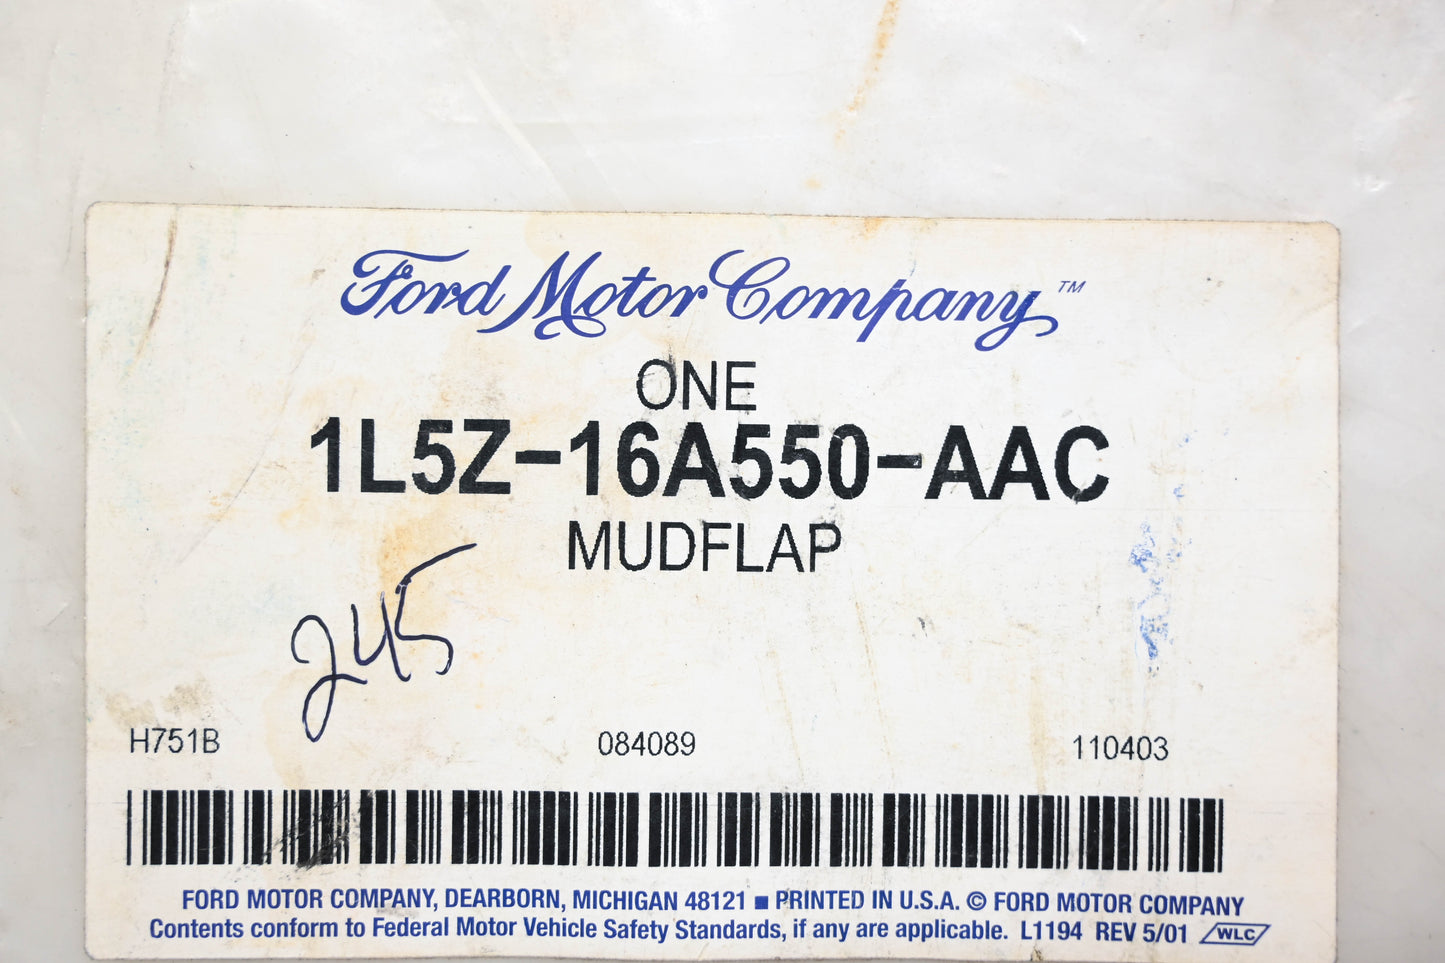 Ford Motor Company™
ONE
1L5Z-16A550-AAC
MUDFLAP
245
H751B 084089 110403
FORD MOTOR COMPANY, DEARBORN, MICHIGAN 48121 ■ PRINTED IN U.S.A. © FORD MOTOR COMPANY
Contents conform to Federal Motor Vehicle Safety Standards, if any are applicable. L1194 REV 5/01 WLC